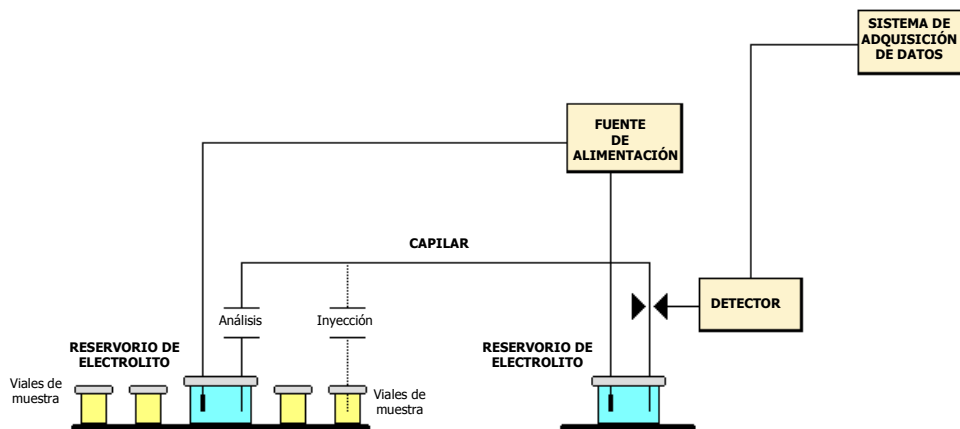 SISTEMA DE
ADQUISICIÓN
DE DATOS
FUENTE
DE
ALIMENTACIÓN
CAPILAR
DETECTOR
Análisis
Inyección
RESERVORIO DE
ELECTROLITO
RESERVORIO DE
ELECTROLITO
Viales de
muestra
Viales de
muestra